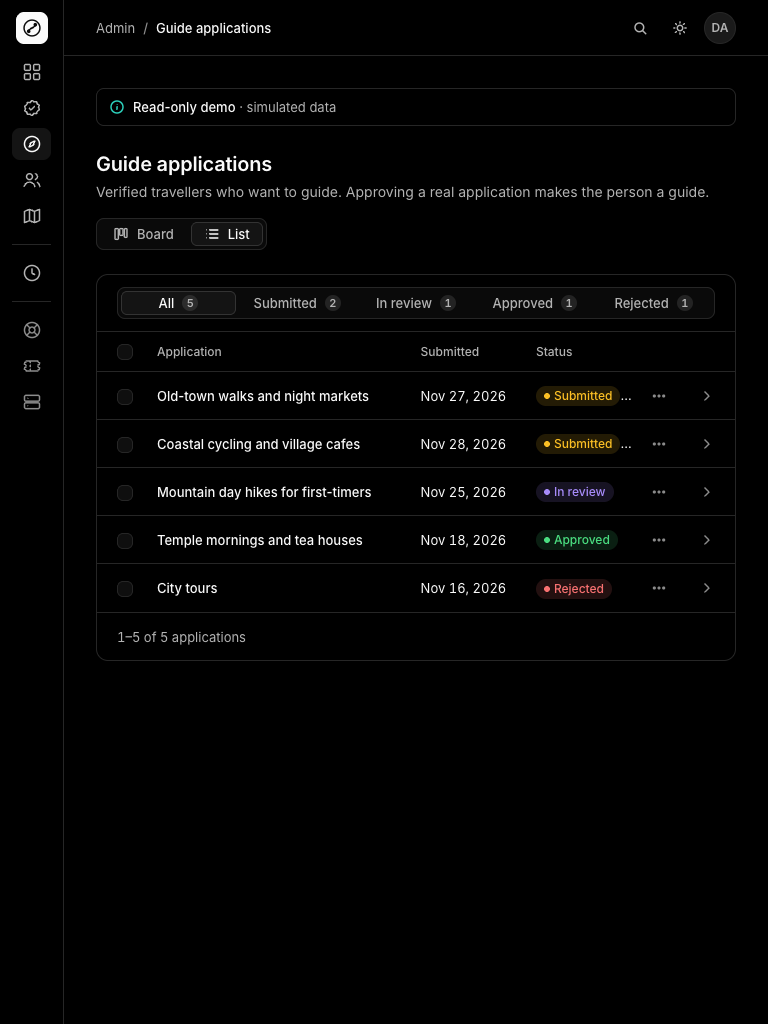 Admin / Guide applications
DA
Read-only demo · simulated data
Guide applications
Verified travellers who want to guide. Approving a real application makes the person a guide.
Board List
All 5 Submitted 2 In review 1 Approved 1 Rejected 1
Application Submitted Status
Old-town walks and night markets Nov 27, 2026 Submitted ...
Coastal cycling and village cafes Nov 28, 2026 Submitted ...
Mountain day hikes for first-timers Nov 25, 2026 In review
Temple mornings and tea houses Nov 18, 2026 Approved
City tours Nov 16, 2026 Rejected
1–5 of 5 applications